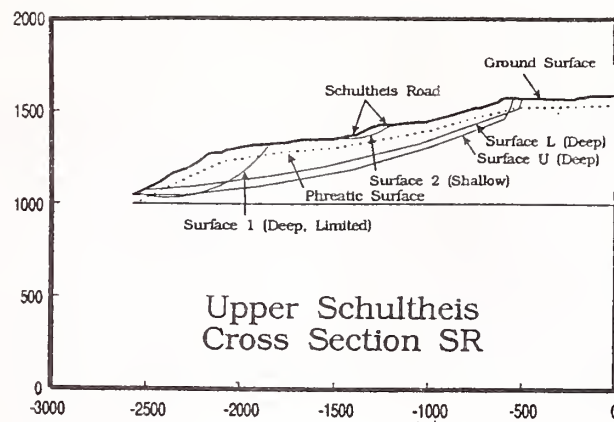 2000
Ground Surface
Schultheis
Road
1500
Surface L (Deep)
Surface U (Deep)
Surface 2 (Shallow)
Phreatic Surface
1000
Surface 1 (Deep, Limited)
Upper Schultheis
Cross Section SR
500
0
-3000 -2500 -2000 -1500 -1000 -500 0